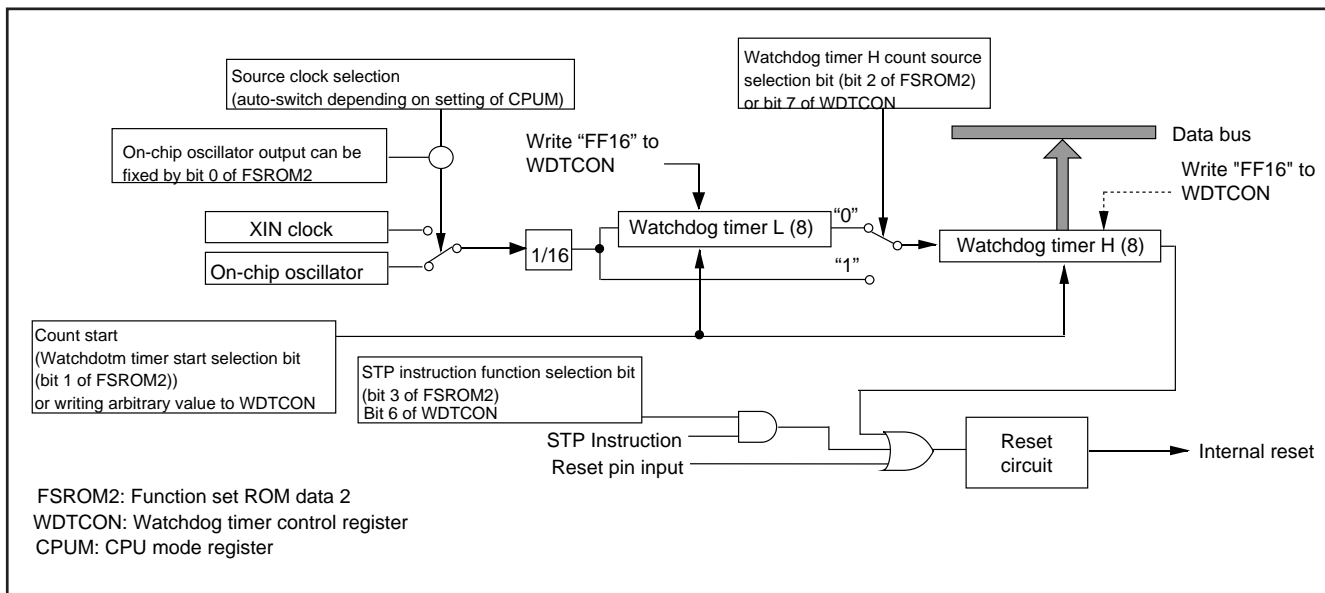 Source clock selection
(auto-switch depending on setting of CPUM)
Watchdog timer H count source
selection bit (bit 2 of FSROM2)
or bit 7 of WDTCON
On-chip oscillator output can be
fixed by bit 0 of FSROM2
Write “FF16” to
WDTCON
Data bus
Write "FF16" to
WDTCON
XIN clock
On-chip oscillator
1/16
Watchdog timer L (8)
“0”
“1”
Watchdog timer H (8)
Count start
(Watchdotm timer start selection bit
(bit 1 of FSROM2))
or writing arbitrary value to WDTCON
STP instruction function selection bit
(bit 3 of FSROM2)
Bit 6 of WDTCON
STP Instruction
Reset pin input
Reset
circuit
Internal reset
FSROM2: Function set ROM data 2
WDTCON: Watchdog timer control register
CPUM: CPU mode register